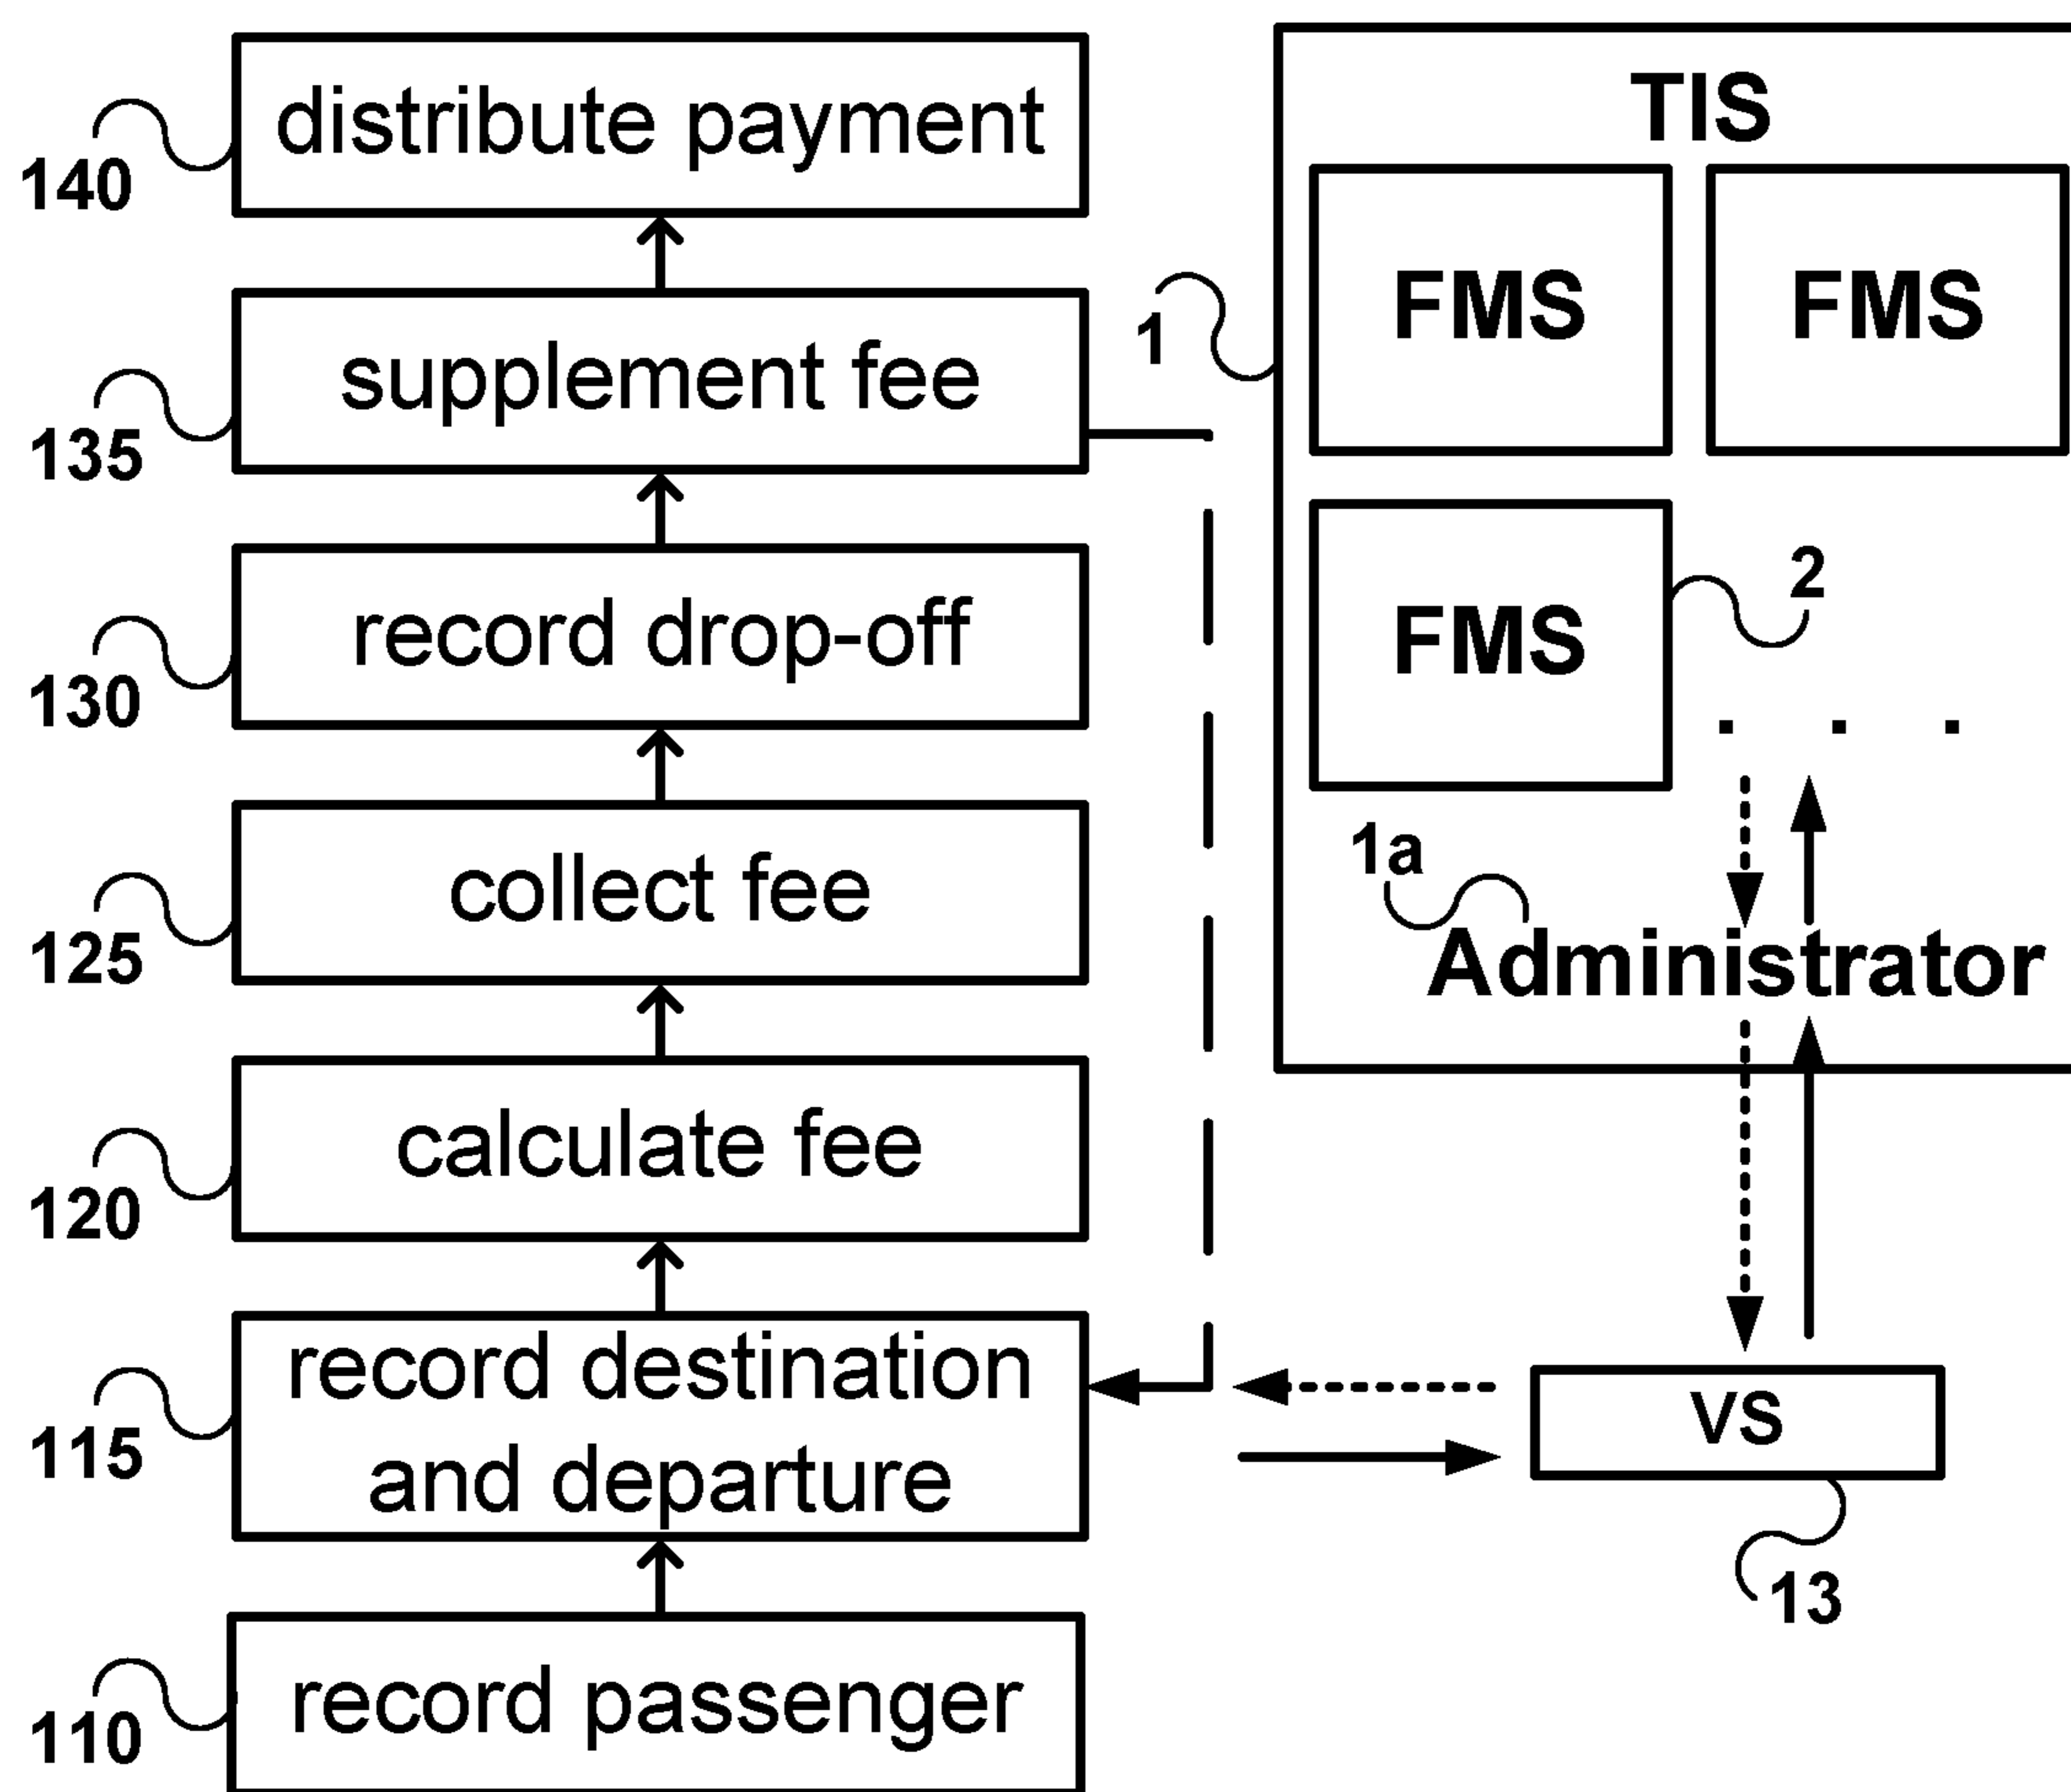 distribute payment
140
supplement fee
135
record drop-off
130
collect fee
125
calculate fee
120
record destination
and departure
115
record passenger
110
TIS
1
FMS
FMS
FMS
2
. . .
1a
Administrator
VS
13